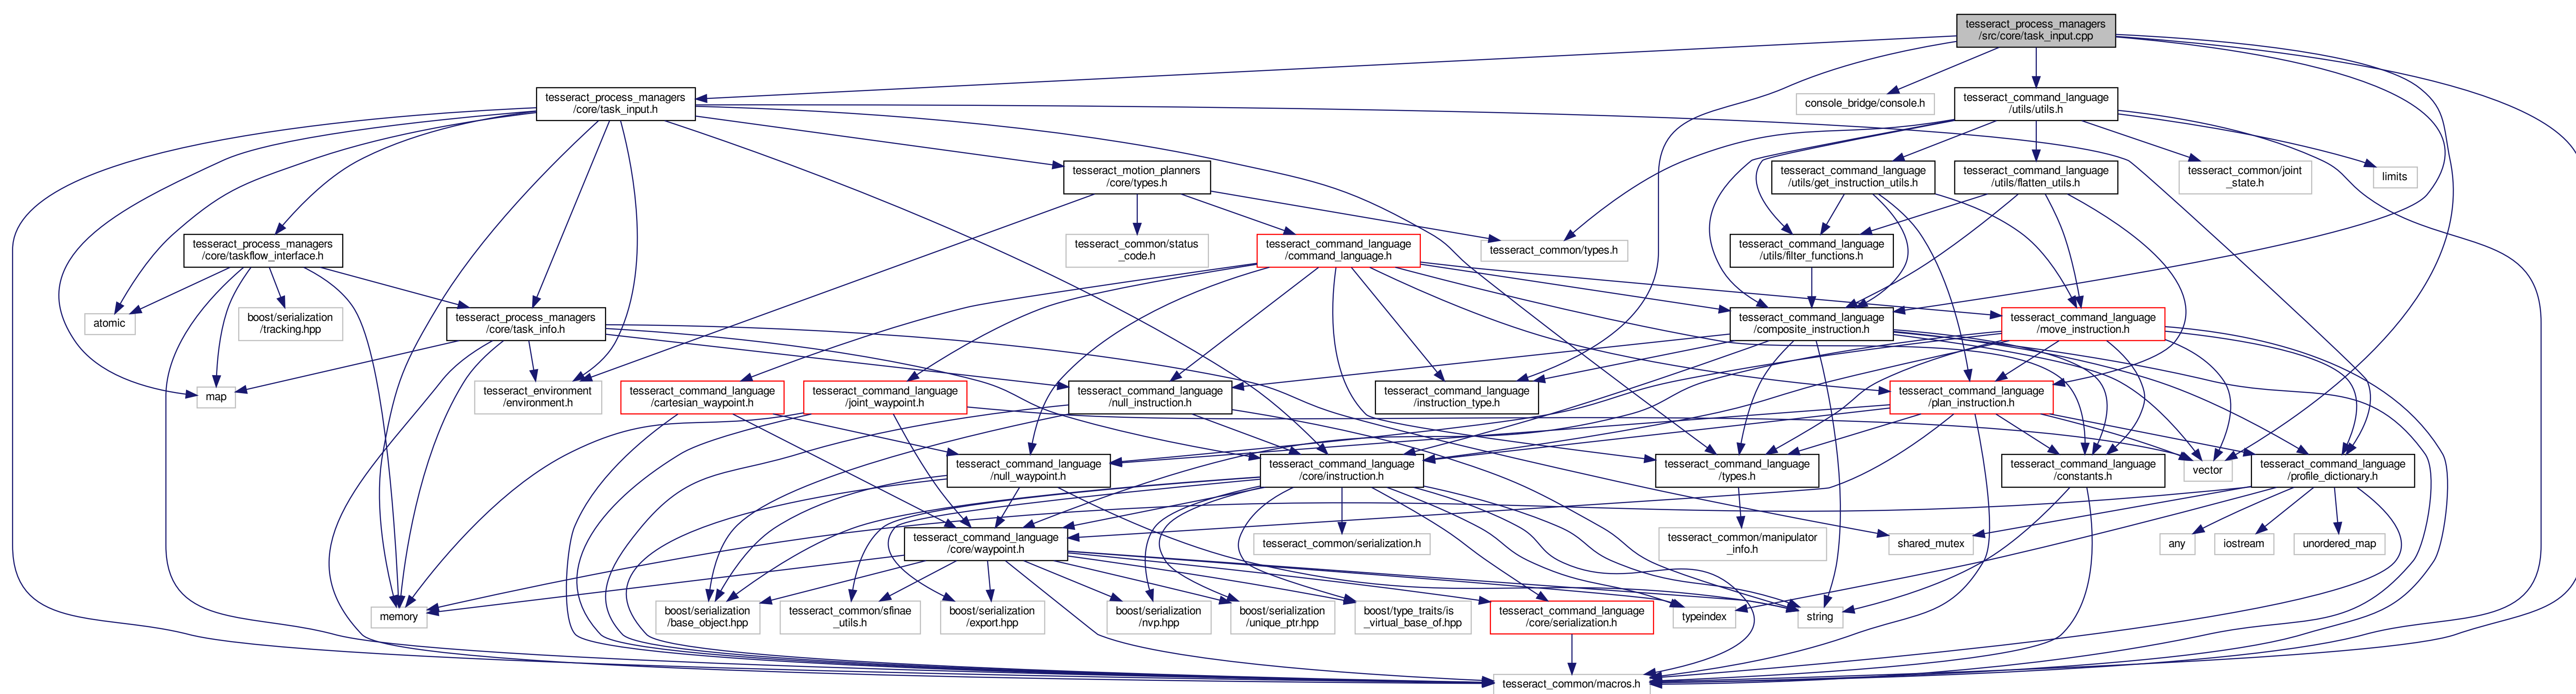 tesseract_process_managers
/src/core/task_input.cpp
tesseract_process_managers
/core/task_input.h
console_bridge/console.h
tesseract_command_language
/utils/utils.h
tesseract_motion_planners
/core/types.h
tesseract_command_language
/utils/get_instruction_utils.h
tesseract_command_language
/utils/flatten_utils.h
tesseract_common/joint
_state.h
limits
tesseract_process_managers
/core/taskflow_interface.h
tesseract_common/status
_code.h
tesseract_command_language
/command_language.h
tesseract_common/types.h
tesseract_command_language
/utils/filter_functions.h
atomic
boost/serialization
/tracking.hpp
tesseract_process_managers
/core/task_info.h
tesseract_command_language
/composite_instruction.h
tesseract_command_language
/move_instruction.h
map
tesseract_environment
/environment.h
tesseract_command_language
/cartesian_waypoint.h
tesseract_command_language
/joint_waypoint.h
tesseract_command_language
/null_instruction.h
tesseract_command_language
/instruction_type.h
tesseract_command_language
/plan_instruction.h
tesseract_command_language
/null_waypoint.h
tesseract_command_language
/core/instruction.h
tesseract_command_language
/types.h
tesseract_command_language
/constants.h
vector
tesseract_command_language
/profile_dictionary.h
tesseract_command_language
/core/waypoint.h
tesseract_common/serialization.h
tesseract_common/manipulator
_info.h
shared_mutex
any
iostream
unordered_map
memory
boost/serialization
/base_object.hpp
tesseract_common/sfinae
_utils.h
boost/serialization
/export.hpp
boost/serialization
/nvp.hpp
boost/serialization
/unique_ptr.hpp
boost/type_traits/is
_virtual_base_of.hpp
tesseract_command_language
/core/serialization.h
typeindex
string
tesseract_common/macros.h